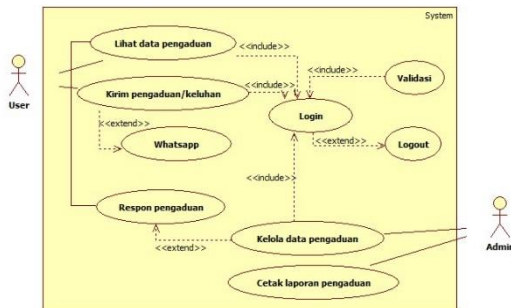 System
Lihat data pengaduan
<<include>>
User
Kirim pengaduan/keluhan
<<include>>
<<include>>
Validasi
Login
<<extend>>
Whatsapp
<<extend>>
Logout
<<include>>
Respon pengaduan
<<extend>>
Kelola data pengaduan
Admin
Cetak laporan pengaduan